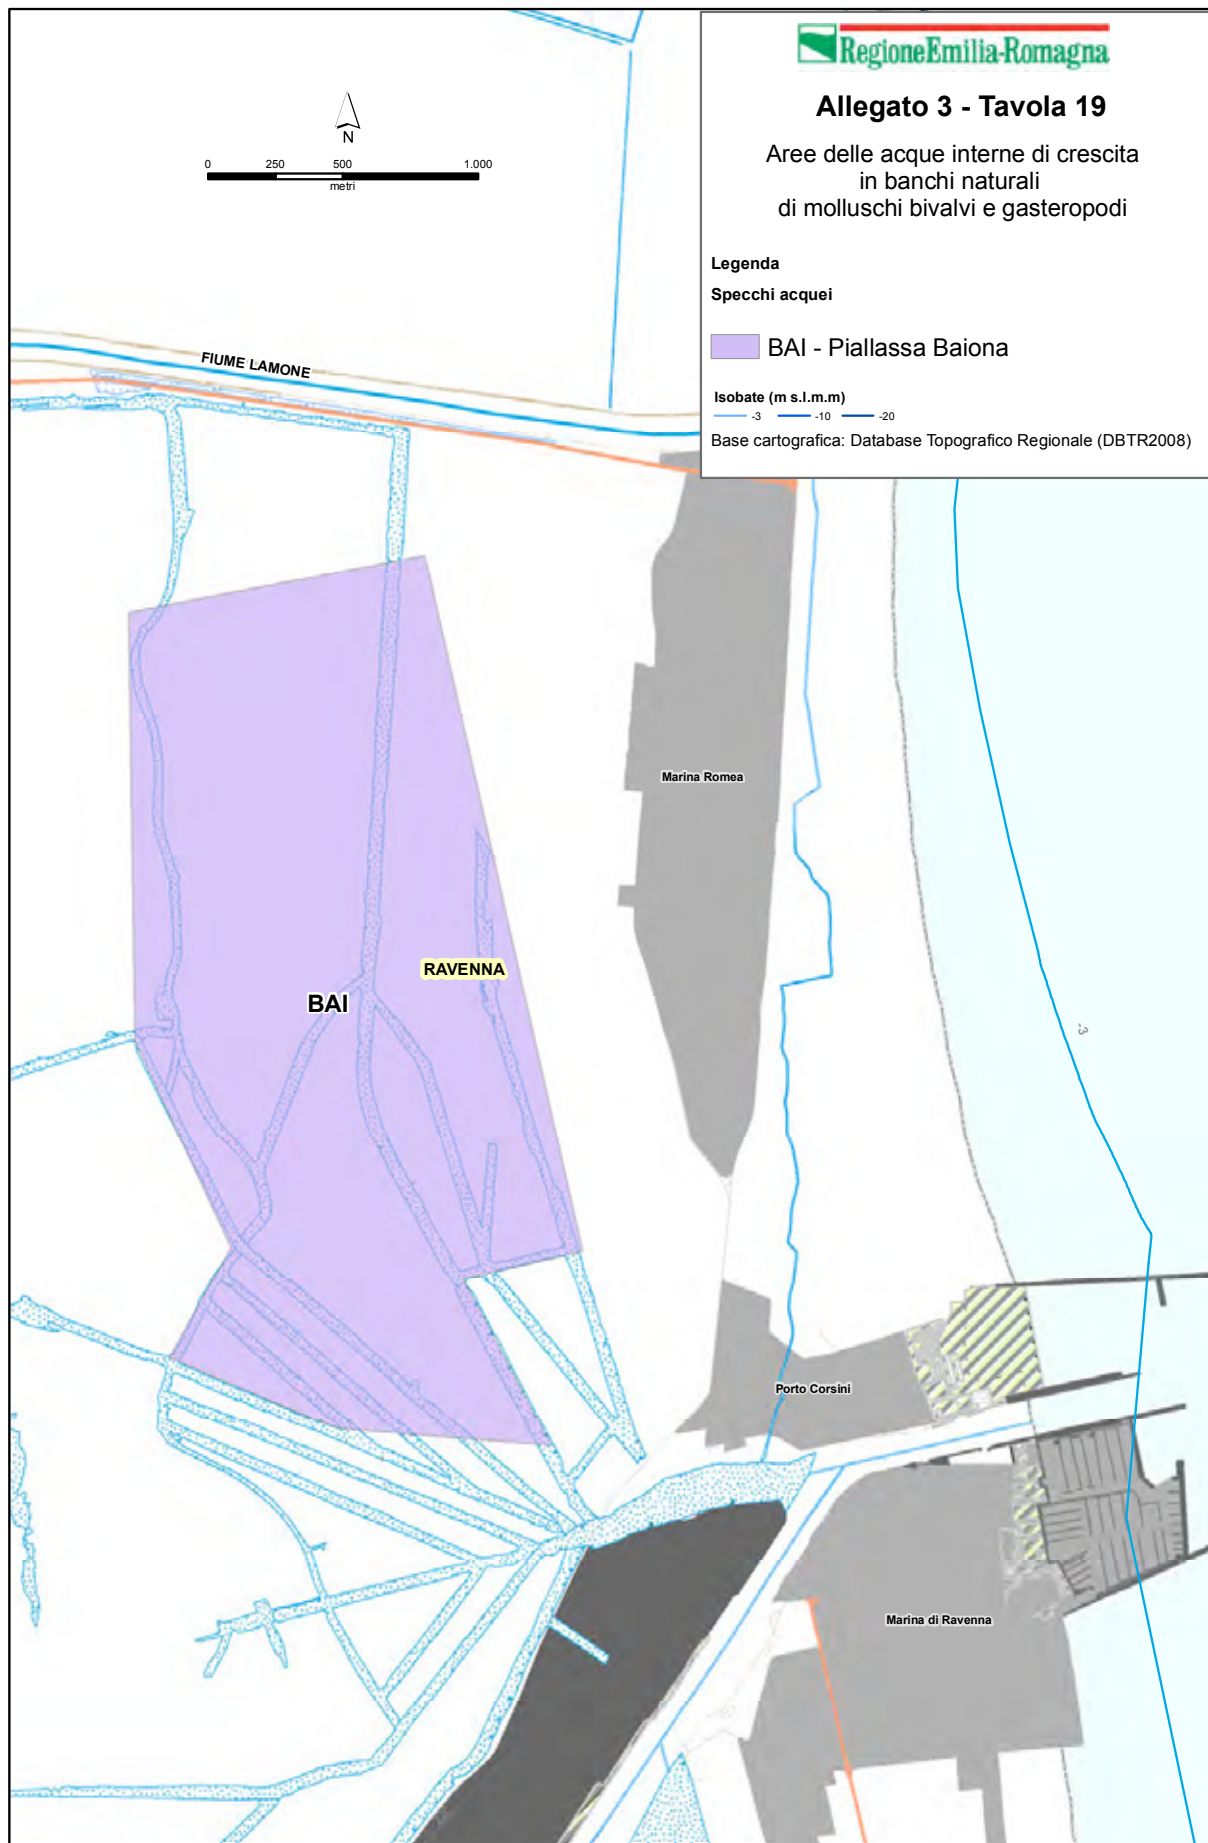 RegioneEmilia-Romagna
Allegato 3 - Tavola 19
Aree delle acque interne di crescita
in banchi naturali
di molluschi bivalvi e gasteropodi
Legenda
Specchi acquei
BAI - Piallassa Baiona
Isobate (m s.l.m.m)
-3 -10 -20
Base cartografica: Database Topografico Regionale (DBTR2008)
N
0 250 500 1.000
metri
FIUME LAMONE
Marina Romea
RAVENNA
BAI
-3
Porto Corsini
Marina di Ravenna